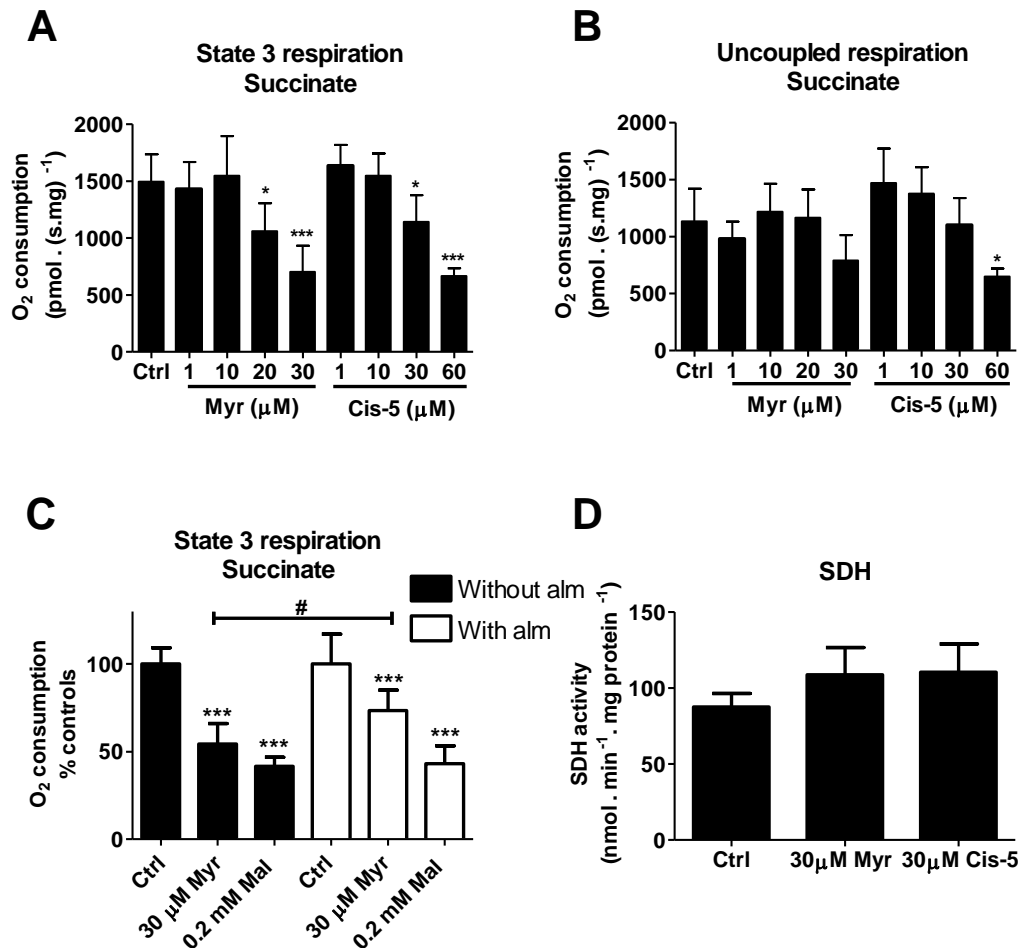 A
State 3 respiration
Succinate
O₂ consumption
(pmol . (s.mg) ⁻¹)
2000
1500
1000
500
0
*
***
*
***
Ctrl 1 10 20 30 1 10 30 60
Myr (μM) Cis-5 (μM)
B
Uncoupled respiration
Succinate
O₂ consumption
(pmol . (s.mg) ⁻¹)
2000
1500
1000
500
0
*
Ctrl 1 10 20 30 1 10 30 60
Myr (μM) Cis-5 (μM)
C
State 3 respiration
Succinate
Without alm
With alm
O₂ consumption
% controls
100
50
0
#
***
***
***
***
Ctrl
30 μM Myr
0.2 mM Mal
Ctrl
30 μM Myr
0.2 mM Mal
D
SDH
SDH activity
(nmol . min⁻¹. mg protein ⁻¹)
150
100
50
0
Ctrl 30μM Myr 30μM Cis-5